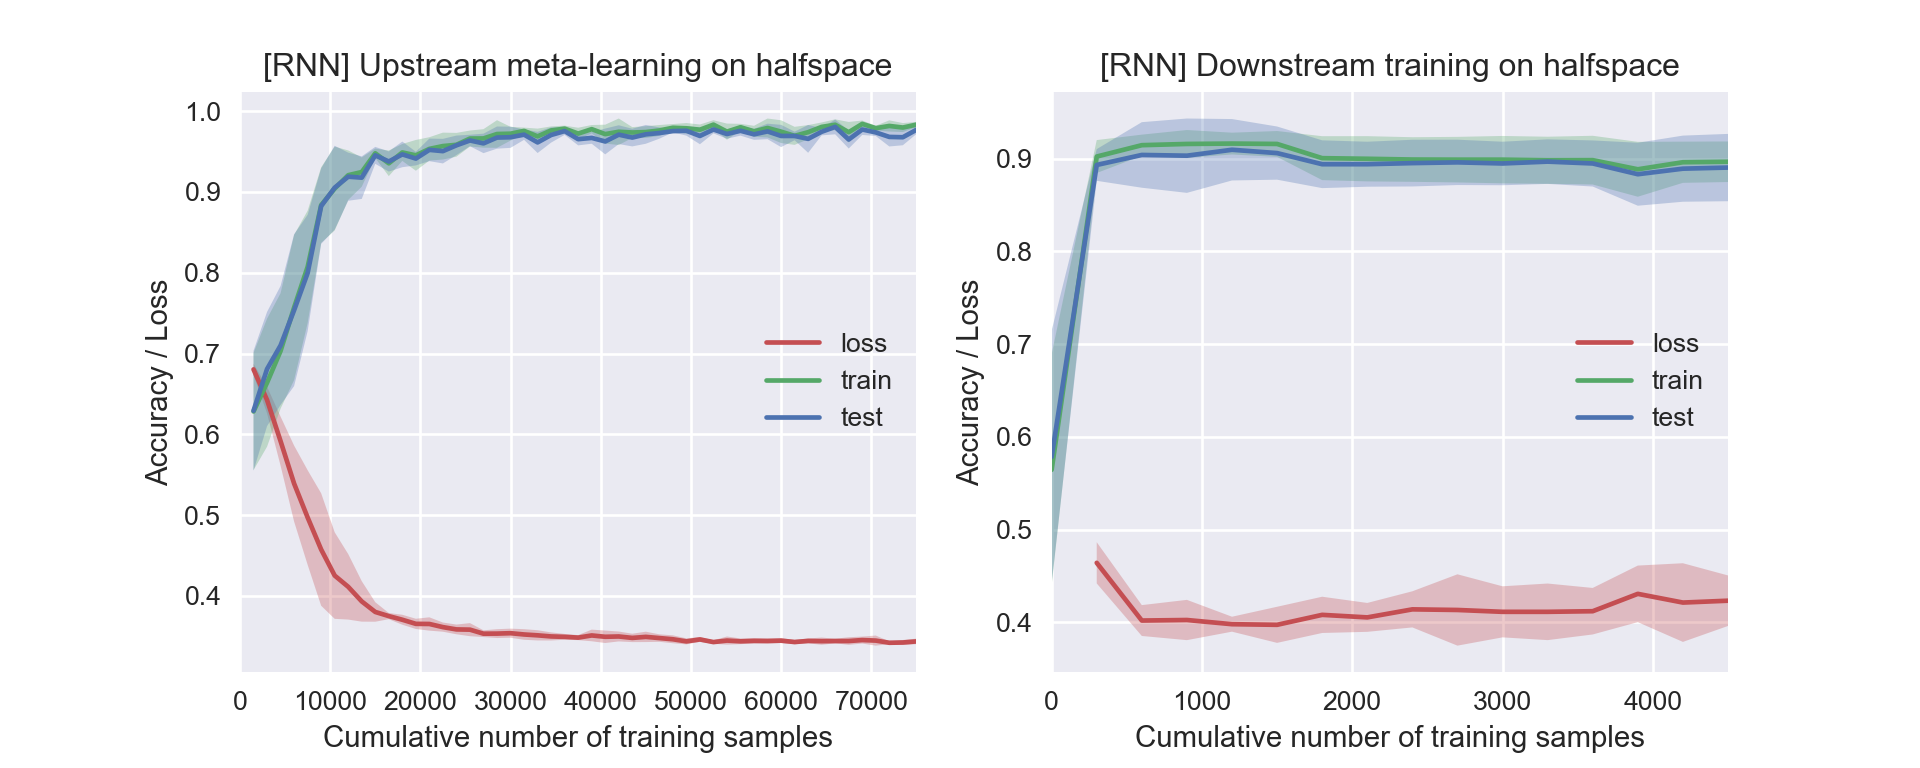 [RNN] Upstream meta-learning on halfspace
1.0
0.9
0.8
0.7
0.6
0.5
0.4
Accuracy / Loss
loss
train
test
0 10000 20000 30000 40000 50000 60000 70000
Cumulative number of training samples
[RNN] Downstream training on halfspace
0.9
0.8
0.7
0.6
0.5
0.4
Accuracy / Loss
loss
train
test
0 1000 2000 3000 4000
Cumulative number of training samples